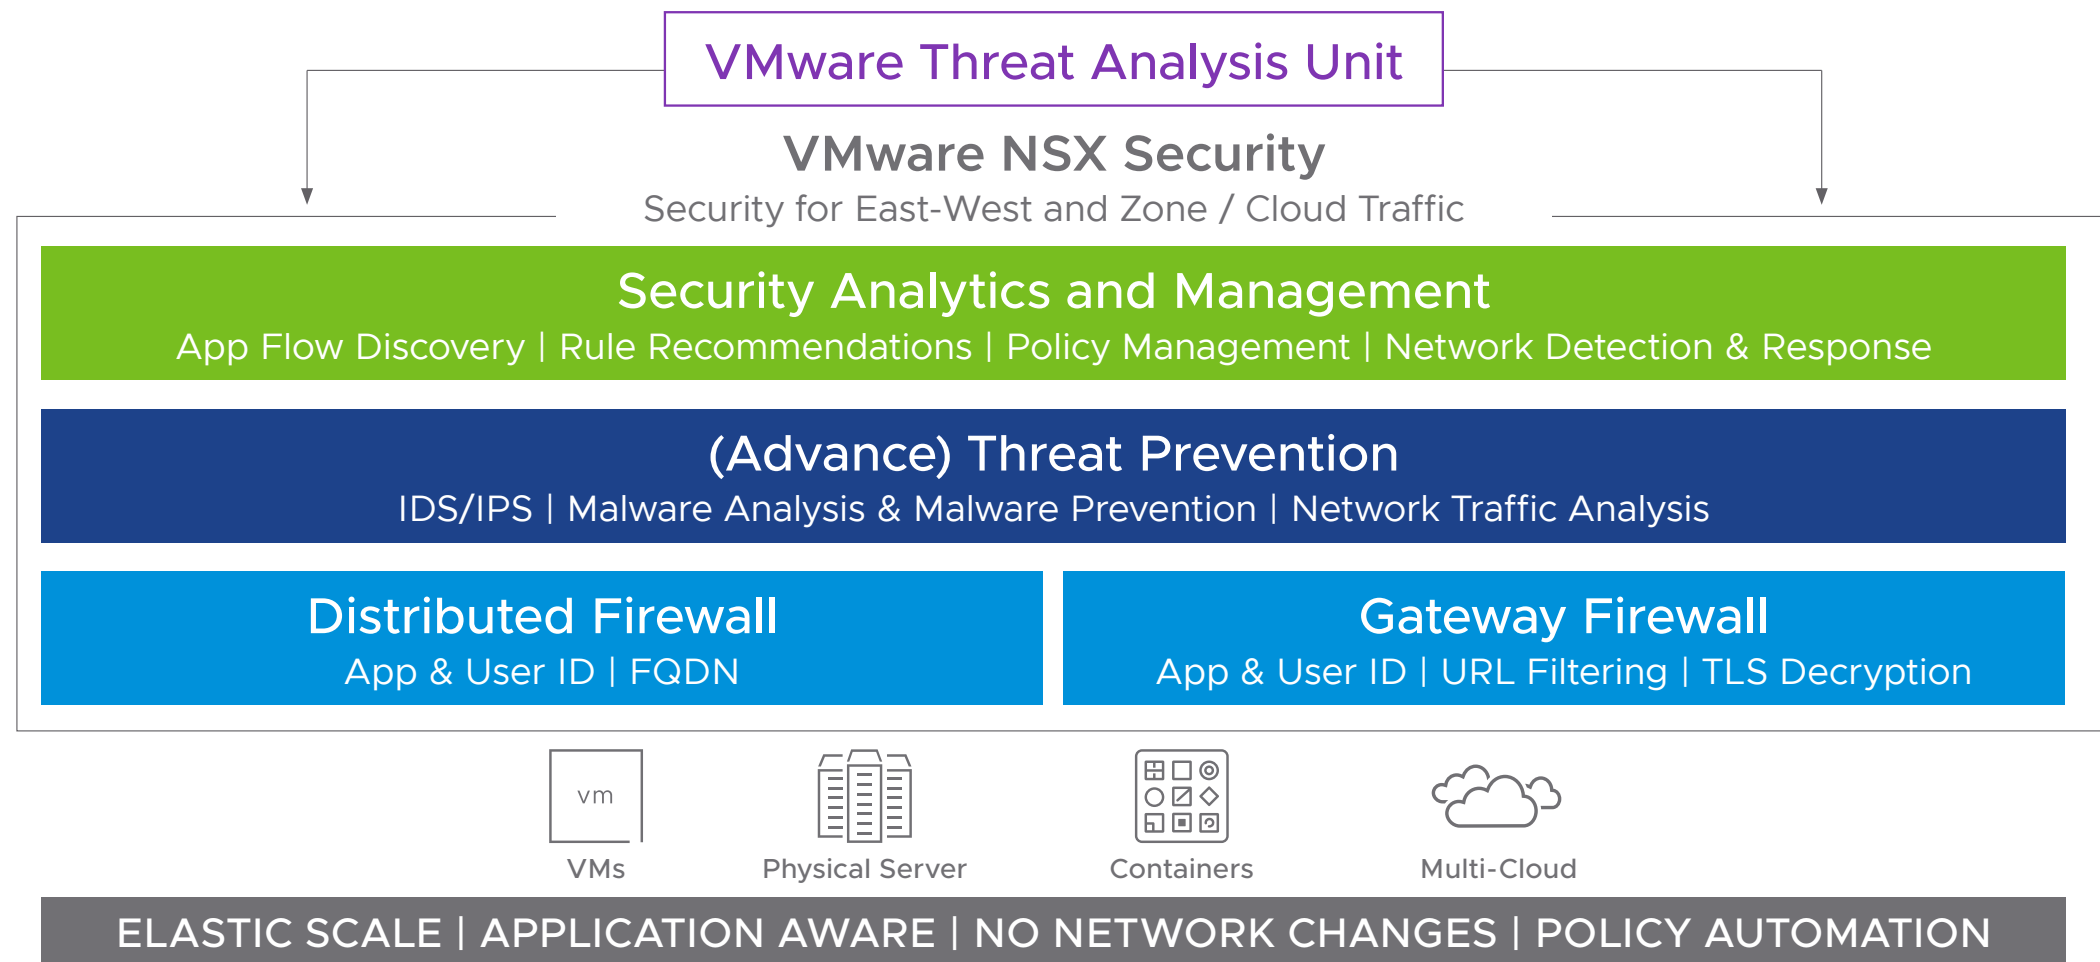 VMware Threat Analysis Unit
VMware NSX Security
Security for East-West and Zone / Cloud Traffic
Security Analytics and Management
App Flow Discovery | Rule Recommendations | Policy Management | Network Detection & Response
(Advance) Threat Prevention
IDS/IPS | Malware Analysis & Malware Prevention | Network Traffic Analysis
Distributed Firewall
App & User ID | FQDN
Gateway Firewall
App & User ID | URL Filtering | TLS Decryption
vm
VMs
Physical Server
Containers
Multi-Cloud
ELASTIC SCALE | APPLICATION AWARE | NO NETWORK CHANGES | POLICY AUTOMATION